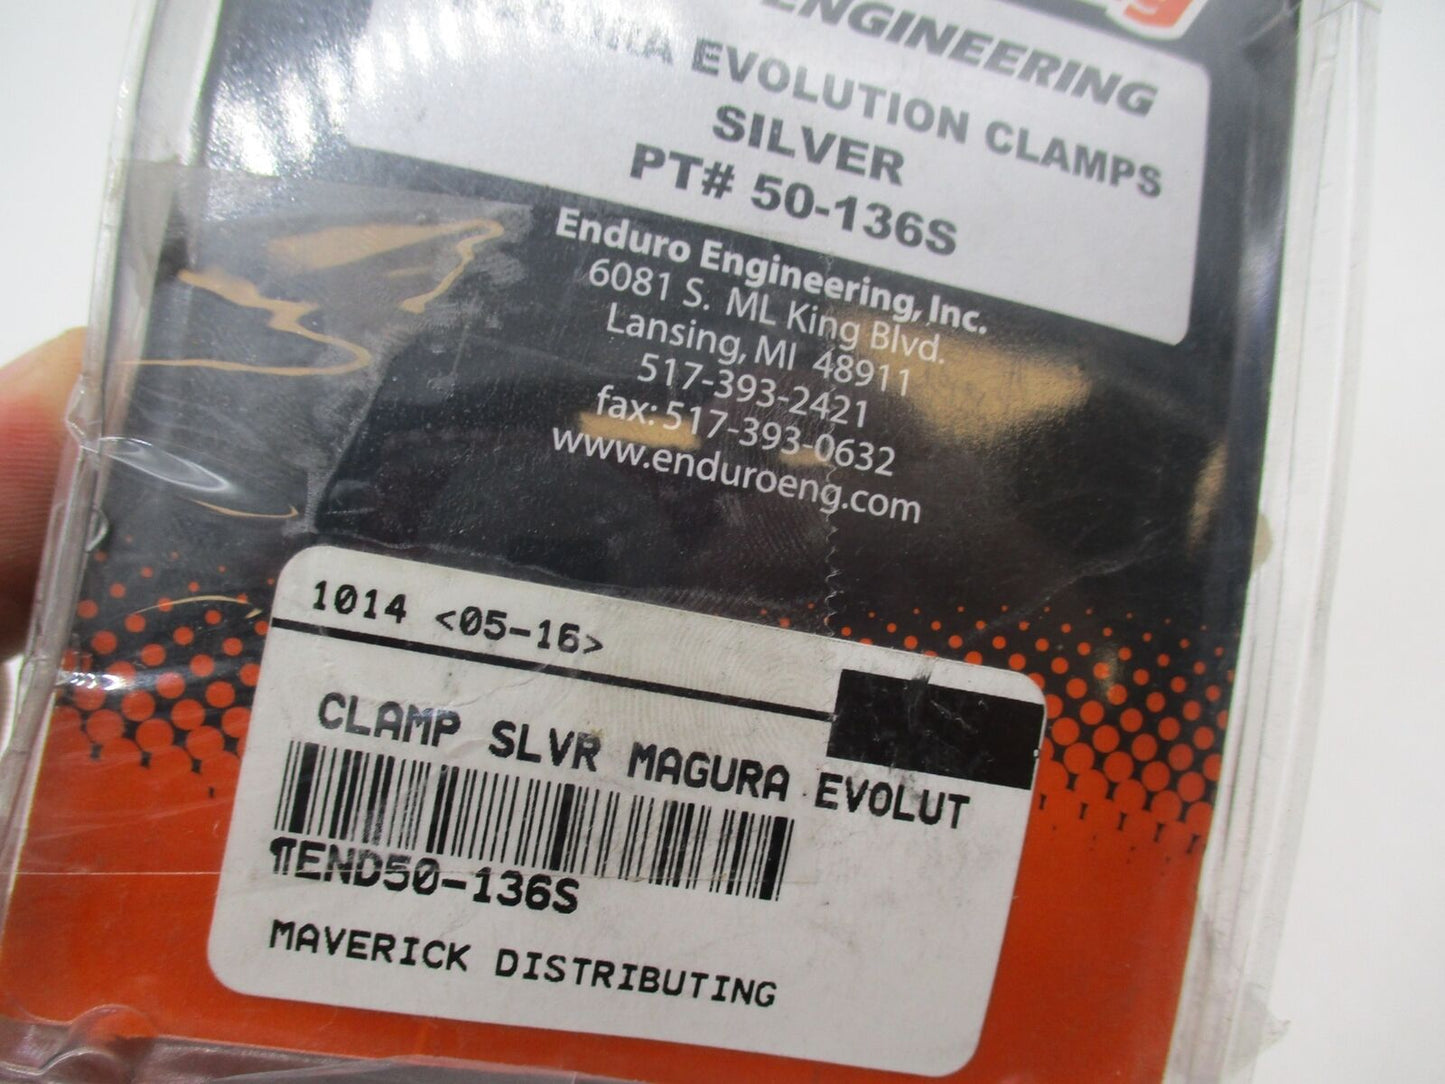 ENGINEERING
EVOLUTION CLAMPS
SILVER
PT# 50-136S
Enduro Engineering, Inc.
6081 S. ML King Blvd.
Lansing, MI 48911
517-393-2421
fax: 517-393-0632
www.enduroeng.com
1014 <05-16>
CLAMP SLVR MAGURA EVOLUT
¶END50-136S
MAVERICK DISTRIBUTING